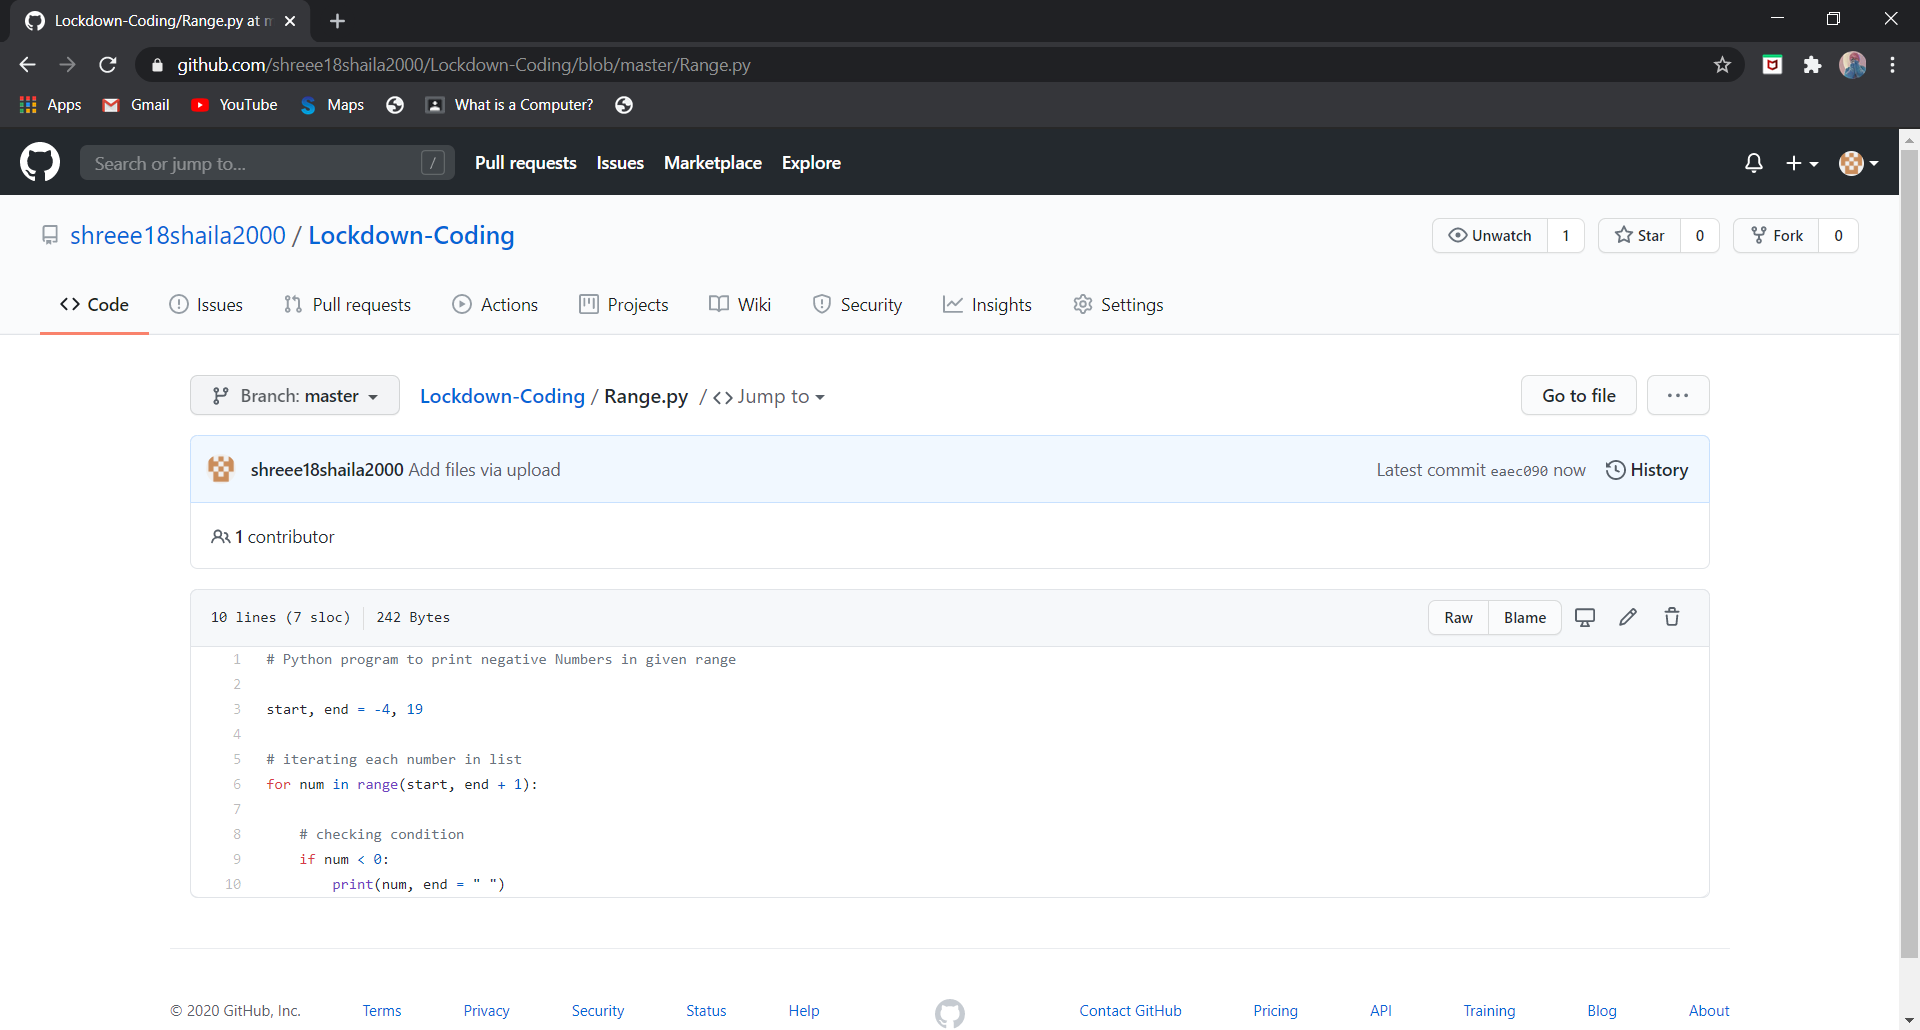 Lockdown-Coding/Range.py at
github.com/shreee18shaila2000/Lockdown-Coding/blob/master/Range.py
Apps Gmail YouTube Maps What is a Computer?
Search or jump to... / Pull requests Issues Marketplace Explore
shreee18shaila2000 / Lockdown-Coding Unwatch 1 Star 0 Fork 0
Code Issues Pull requests Actions Projects Wiki Security Insights Settings
Branch: master Lockdown-Coding / Range.py / <> Jump to Go to file ...
shreee18shaila2000 Add files via upload Latest commit eaec090 now History
1 contributor
10 lines (7 sloc) 242 Bytes Raw Blame
1 # Python program to print negative Numbers in given range
2
3 start, end = -4, 19
4
5 # iterating each number in list
6 for num in range(start, end + 1):
7
8     # checking condition
9     if num < 0:
10         print(num, end = " ")
© 2020 GitHub, Inc. Terms Privacy Security Status Help Contact GitHub Pricing API Training Blog About